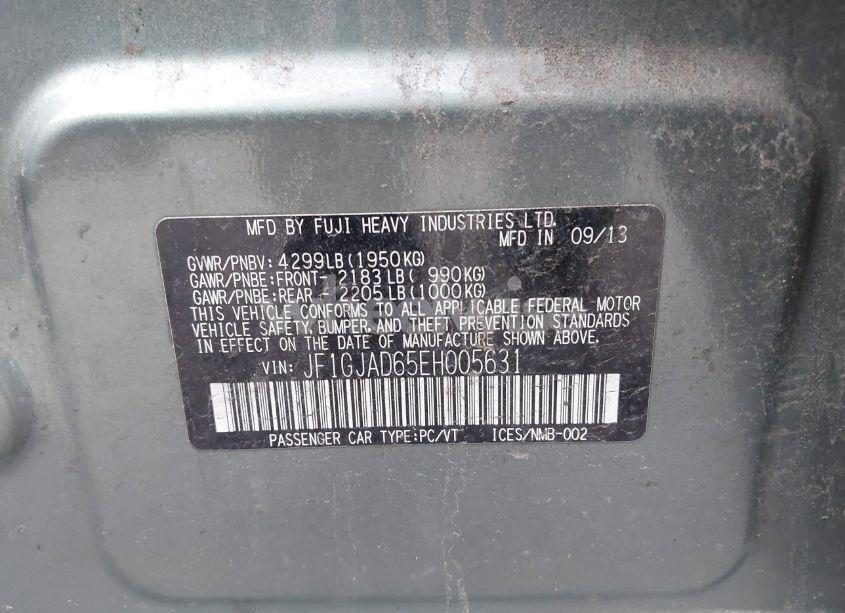 MFD BY FUJI HEAVY INDUSTRIES LTD.
MFD IN 09/13
GVWR/PNBV: 4299LB(1950KG)
GAWR/PNBE:FRONT- 2183LB( 990KG)
GAWR/PNBE:REAR - 2205LB(1000KG)
THIS VEHICLE CONFORMS TO ALL APPLICABLE FEDERAL MOTOR
VEHICLE SAFETY, BUMPER, AND THEFT PREVENTION STANDARDS
IN EFFECT ON THE DATE OF MANUFACTURE SHOWN ABOVE.
VIN: JF1GJAD65EH005631
PASSENGER CAR TYPE:PC/VT ICES/NMB-002